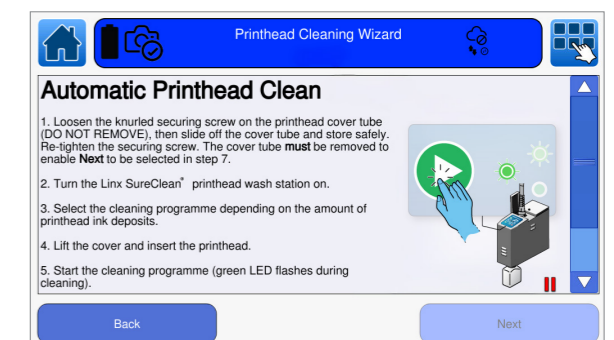 Printhead Cleaning Wizard
Automatic Printhead Clean
1. Loosen the knurled securing screw on the printhead cover tube
(DO NOT REMOVE), then slide off the cover tube and store safely.
Re-tighten the securing screw. The cover tube must be removed to
enable Next to be selected in step 7.
2. Turn the Linx SureClean® printhead wash station on.
3. Select the cleaning programme depending on the amount of
printhead ink deposits.
4. Lift the cover and insert the printhead.
5. Start the cleaning programme (green LED flashes during
cleaning).
Back
Next